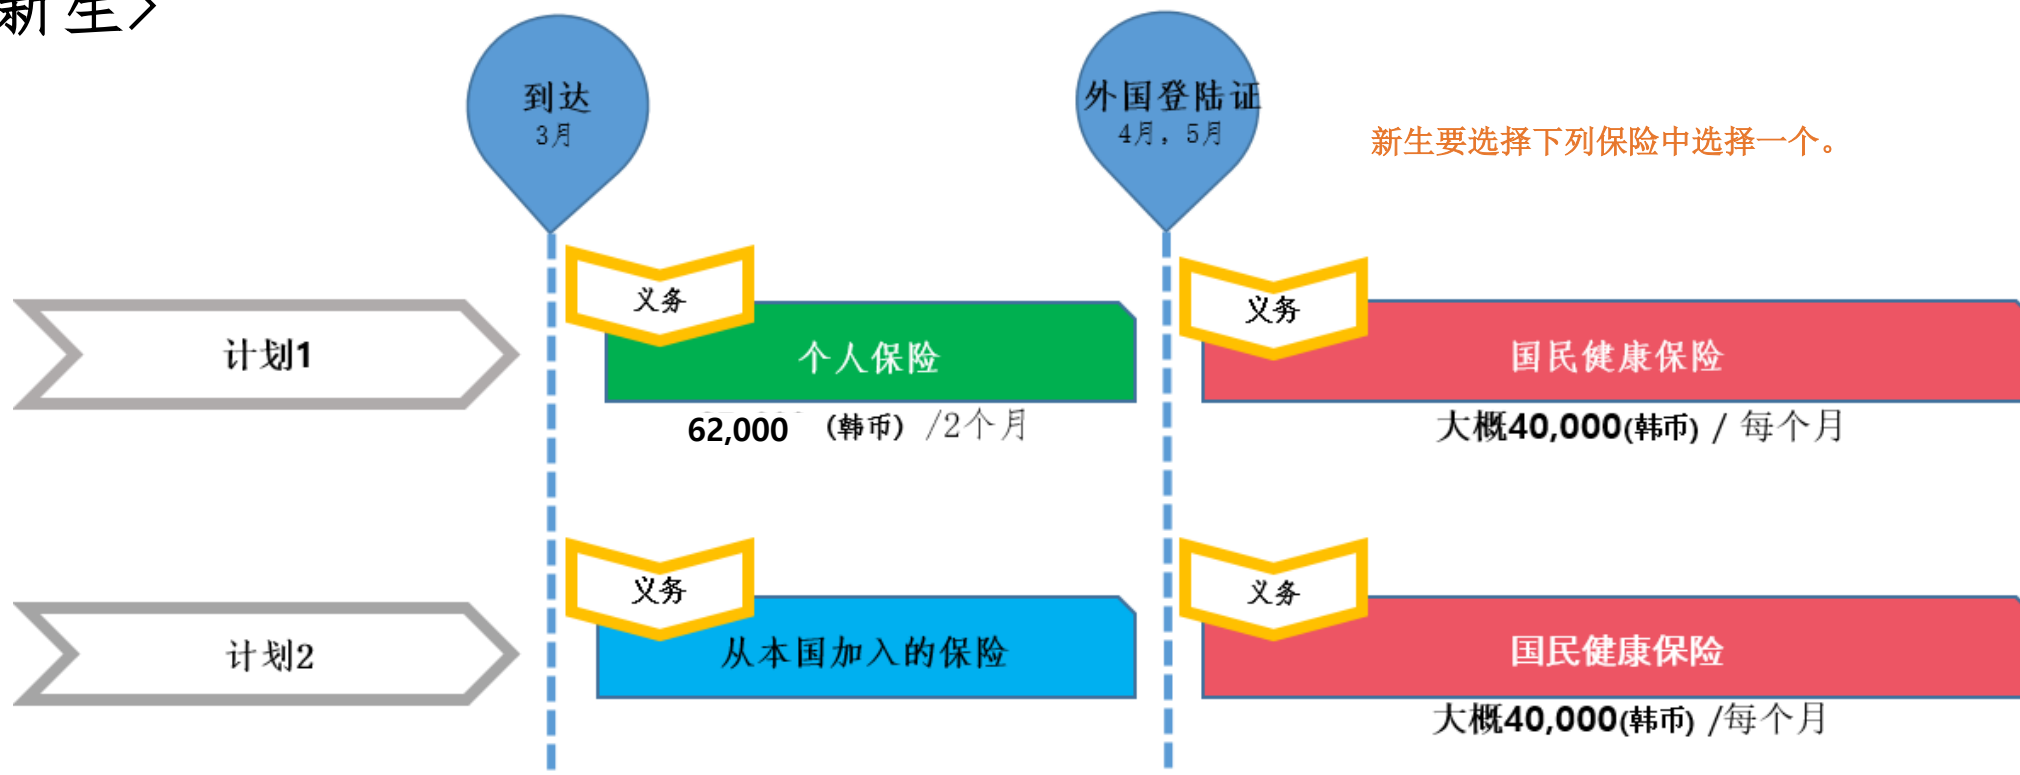 新生>
到达
3月
外国登陆证
4月，5月
新生要选择下列保险中选择一个。
计划1
义务
个人保险
62,000 (韩币) /2个月
义务
国民健康保险
大概40,000(韩币) / 每个月
计划2
义务
从本国加入的保险
义务
国民健康保险
大概40,000(韩币) /每个月